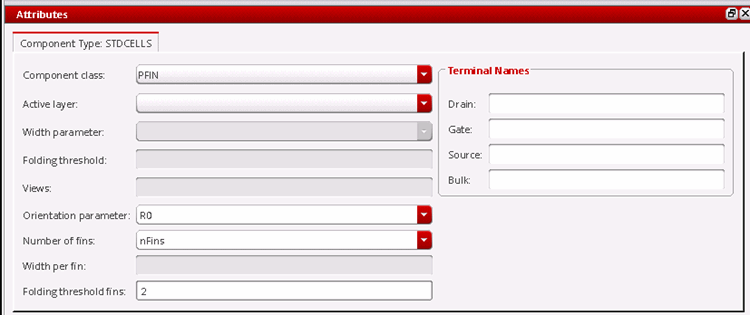 Attributes
Component Type: STDCELLS
Component class: PFIN
Active layer:
Width parameter:
Folding threshold:
Views:
Orientation parameter: R0
Number of fins: nFins
Width per fin:
Folding threshold fins: 2
Terminal Names
Drain:
Gate:
Source:
Bulk: